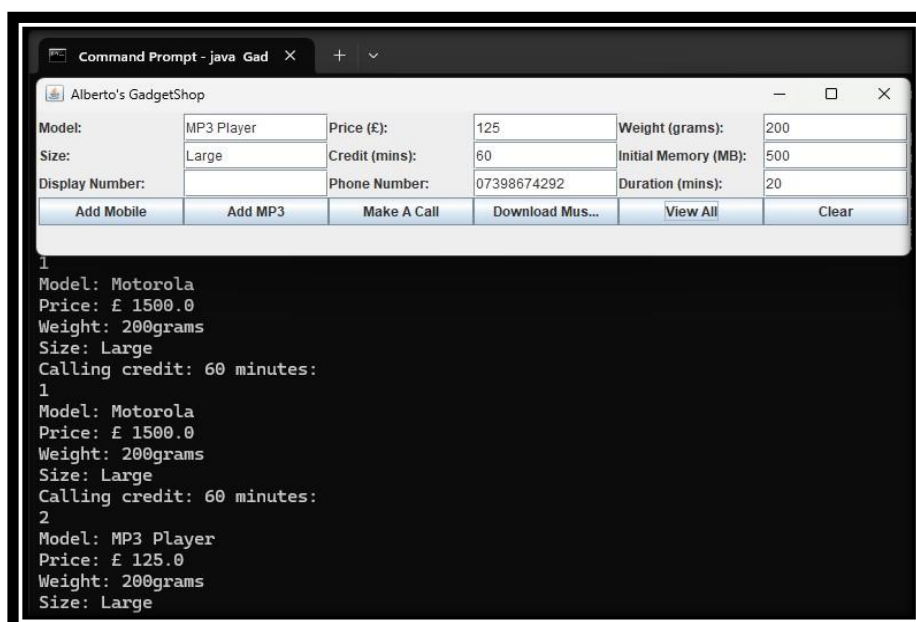 Command Prompt - java Gad
Alberto's GadgetShop
Model: MP3 Player Price (£): 125 Weight (grams): 200
Size: Large Credit (mins): 60 Initial Memory (MB): 500
Display Number: Phone Number: 07398674292 Duration (mins): 20
Add Mobile Add MP3 Make A Call Download Mus... View All Clear
1
Model: Motorola
Price: £ 1500.0
Weight: 200grams
Size: Large
Calling credit: 60 minutes:
1
Model: Motorola
Price: £ 1500.0
Weight: 200grams
Size: Large
Calling credit: 60 minutes:
2
Model: MP3 Player
Price: £ 125.0
Weight: 200grams
Size: Large